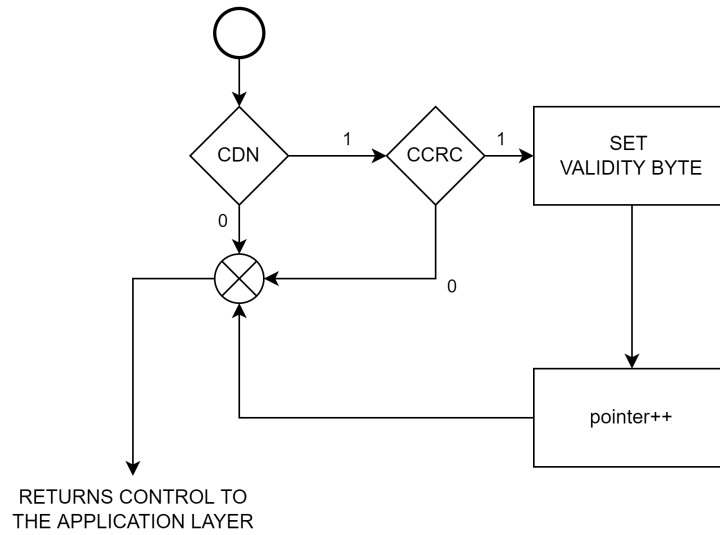 CDN
1
CCRC
1
SET
VALIDITY BYTE
0
0
pointer++
RETURNS CONTROL TO
THE APPLICATION LAYER